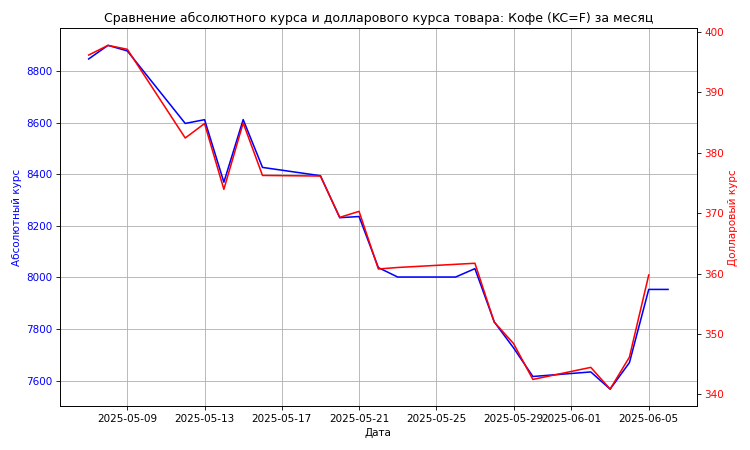 Сравнение абсолютного курса и долларового курса товара: Кофе (KC=F) за месяц
Абсолютный курс
8800
8600
8400
8200
8000
7800
7600
400
390
380
370
360
350
340
Долларовый курс
2025-05-09 2025-05-13 2025-05-17 2025-05-21 2025-05-25 2025-05-29 2025-06-01 2025-06-05
Дата